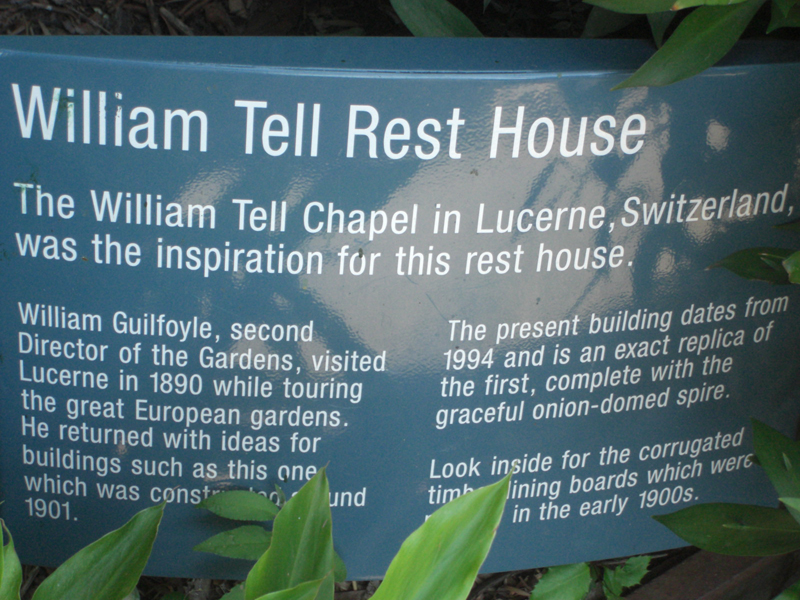 William Tell Rest House
The William Tell Chapel in Lucerne, Switzerland,
was the inspiration for this rest house.
William Guilfoyle, second
Director of the Gardens, visited
Lucerne in 1890 while touring
the great European gardens.
He returned with ideas for
buildings such as this one
which was
1901.
The present building dates from
1994 and is an exact replica of
the first, complete with the
graceful onion-domed spire.
Look inside for the corrugated
lining boards which were
in the early 1900s.